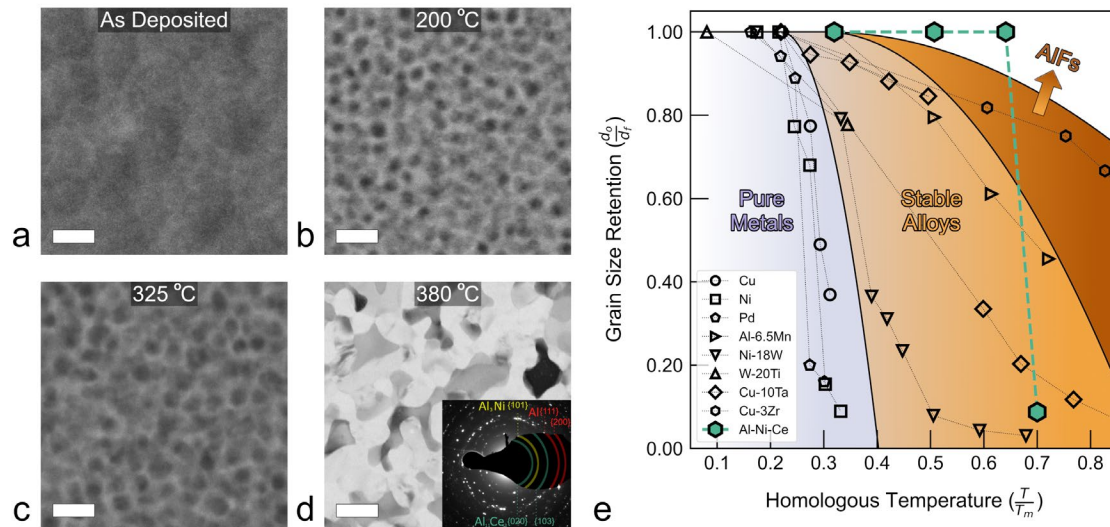 As Deposited
a
200 °C
b
325 °C
c
380 °C
Al₃Ni {101}
Al{111}
{200}
{020} {103}
d
Grain Size Retention (d₀/d_f)
1.00
0.80
0.60
0.40
0.20
0.00
Pure
Metals
Stable
Alloys
AIFs
Cu
Ni
Pd
Al-6.5Mn
Ni-18W
W-20Ti
Cu-10Ta
Cu-3Zr
Al-Ni-Ce
0.1 0.2 0.3 0.4 0.5 0.6 0.7 0.8
Homologous Temperature (T/Tₘ)
e